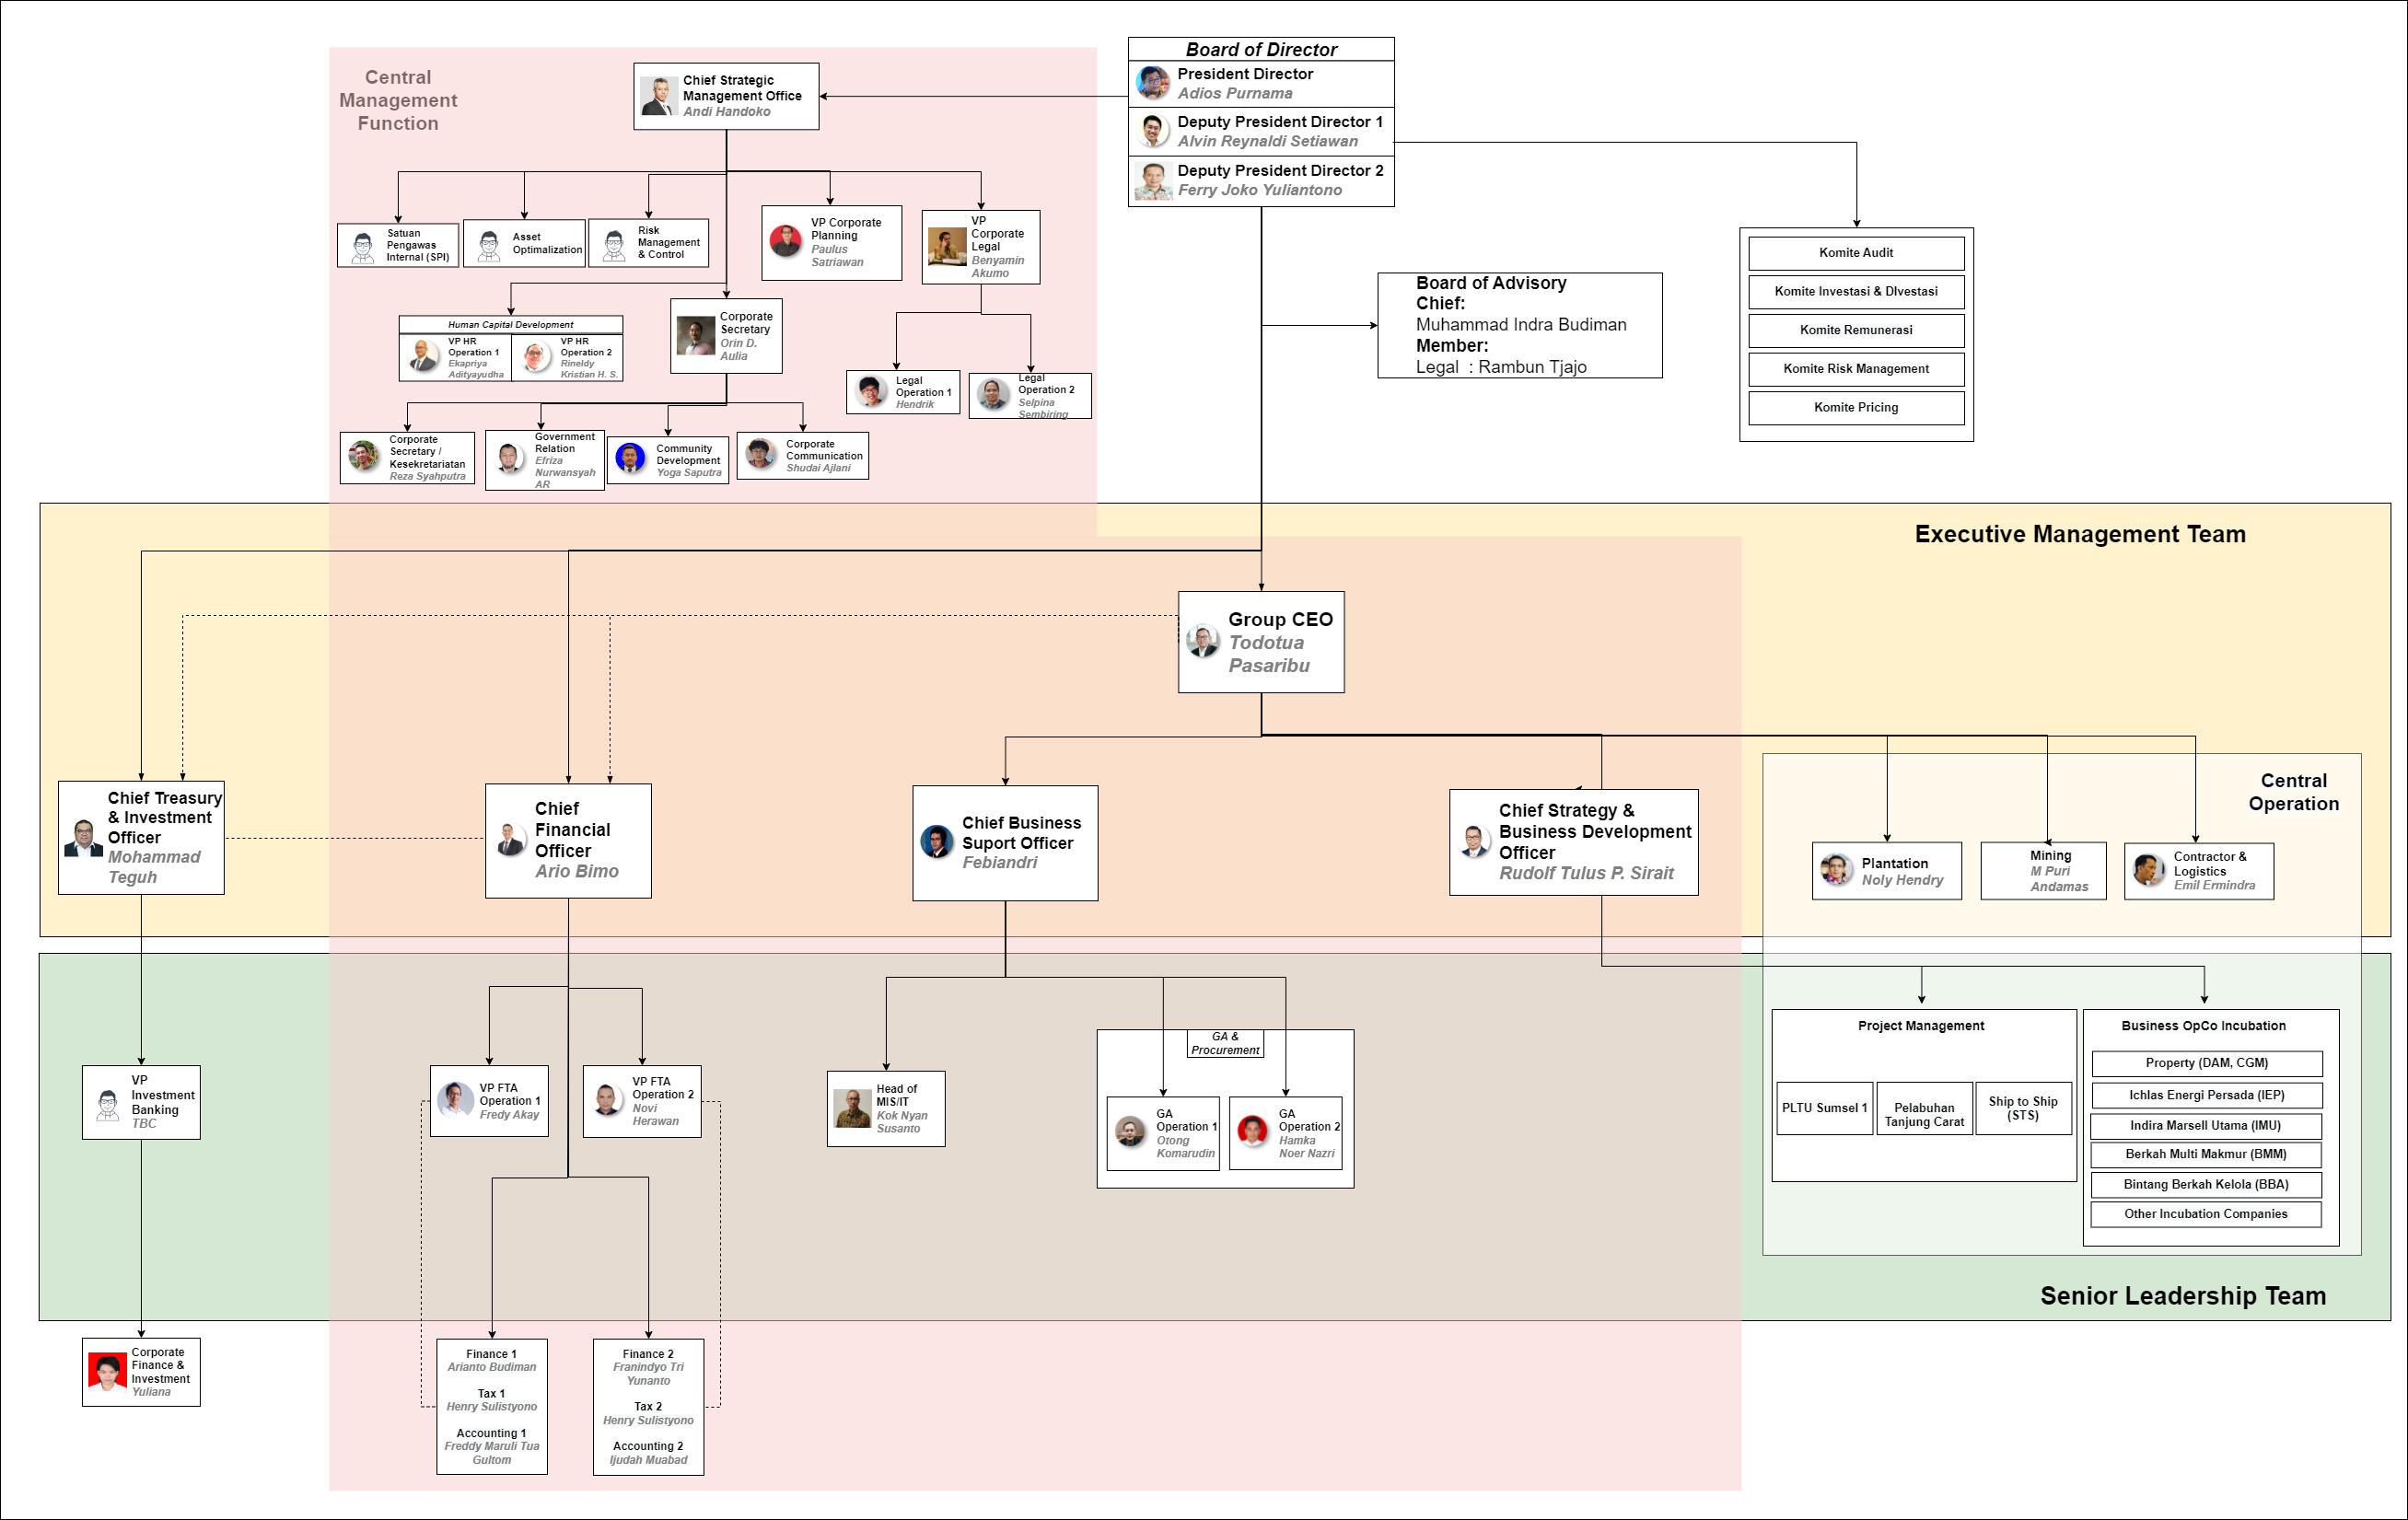 Central
Management
Function
Chief Strategic
Management Office
Andi Handoko
Board of Director
President Director
Adios Purnama
Deputy President Director 1
Alvin Reynaldi Setiawan
Deputy President Director 2
Ferry Joko Yuliantono
Satuan
Pengawas
Internal (SPI)
Asset
Optimalization
Risk
Management
& Control
VP Corporate
Planning
Paulus
Satriawan
VP
Corporate
Legal
Benyamin
Akumo
Human Capital Development
VP HR
Operation 1
Ekapriya
Adityayudha
VP HR
Operation 2
Rineldy
Kristian H. S.
Corporate
Secretary
Orin D.
Aulia
Legal
Operation 1
Hendrik
Legal
Operation 2
Selpina
Sembiring
Corporate
Secretary /
Kesekretariatan
Reza Syahputra
Government
Relation
Efriza
Nurwansyah
AR
Community
Development
Yoga Saputra
Corporate
Communication
Shudai Ajlani
Board of Advisory
Chief:
Muhammad Indra Budiman
Member:
Legal : Rambun Tjajo
Komite Audit
Komite Investasi & DIvestasi
Komite Remunerasi
Komite Risk Management
Komite Pricing
Executive Management Team
Group CEO
Todotua
Pasaribu
Chief Treasury
& Investment
Officer
Mohammad
Teguh
Chief
Financial
Officer
Ario Bimo
Chief Business
Suport Officer
Febiandri
Chief Strategy &
Business Development
Officer
Rudolf Tulus P. Sirait
Central
Operation
Plantation
Noly Hendry
Mining
M Puri
Andamas
Contractor &
Logistics
Emil Ermindra
VP
Investment
Banking
TBC
VP FTA
Operation 1
Fredy Akay
VP FTA
Operation 2
Novi
Herawan
Head of
MIS/IT
Kok Nyan
Susanto
GA &
Procurement
GA
Operation 1
Otong
Komarudin
GA
Operation 2
Hamka
Noer Nazri
Project Management
PLTU Sumsel 1
Pelabuhan
Tanjung Carat
Ship to Ship
(STS)
Business OpCo Incubation
Property (DAM, CGM)
Ichlas Energi Persada (IEP)
Indira Marsell Utama (IMU)
Berkah Multi Makmur (BMM)
Bintang Berkah Kelola (BBA)
Other Incubation Companies
Senior Leadership Team
Corporate
Finance &
Investment
Yuliana
Finance 1
Arianto Budiman
Tax 1
Henry Sulistyono
Accounting 1
Freddy Maruli Tua
Gultom
Finance 2
Franindyo Tri
Yunanto
Tax 2
Henry Sulistyono
Accounting 2
Ijudah Muabad